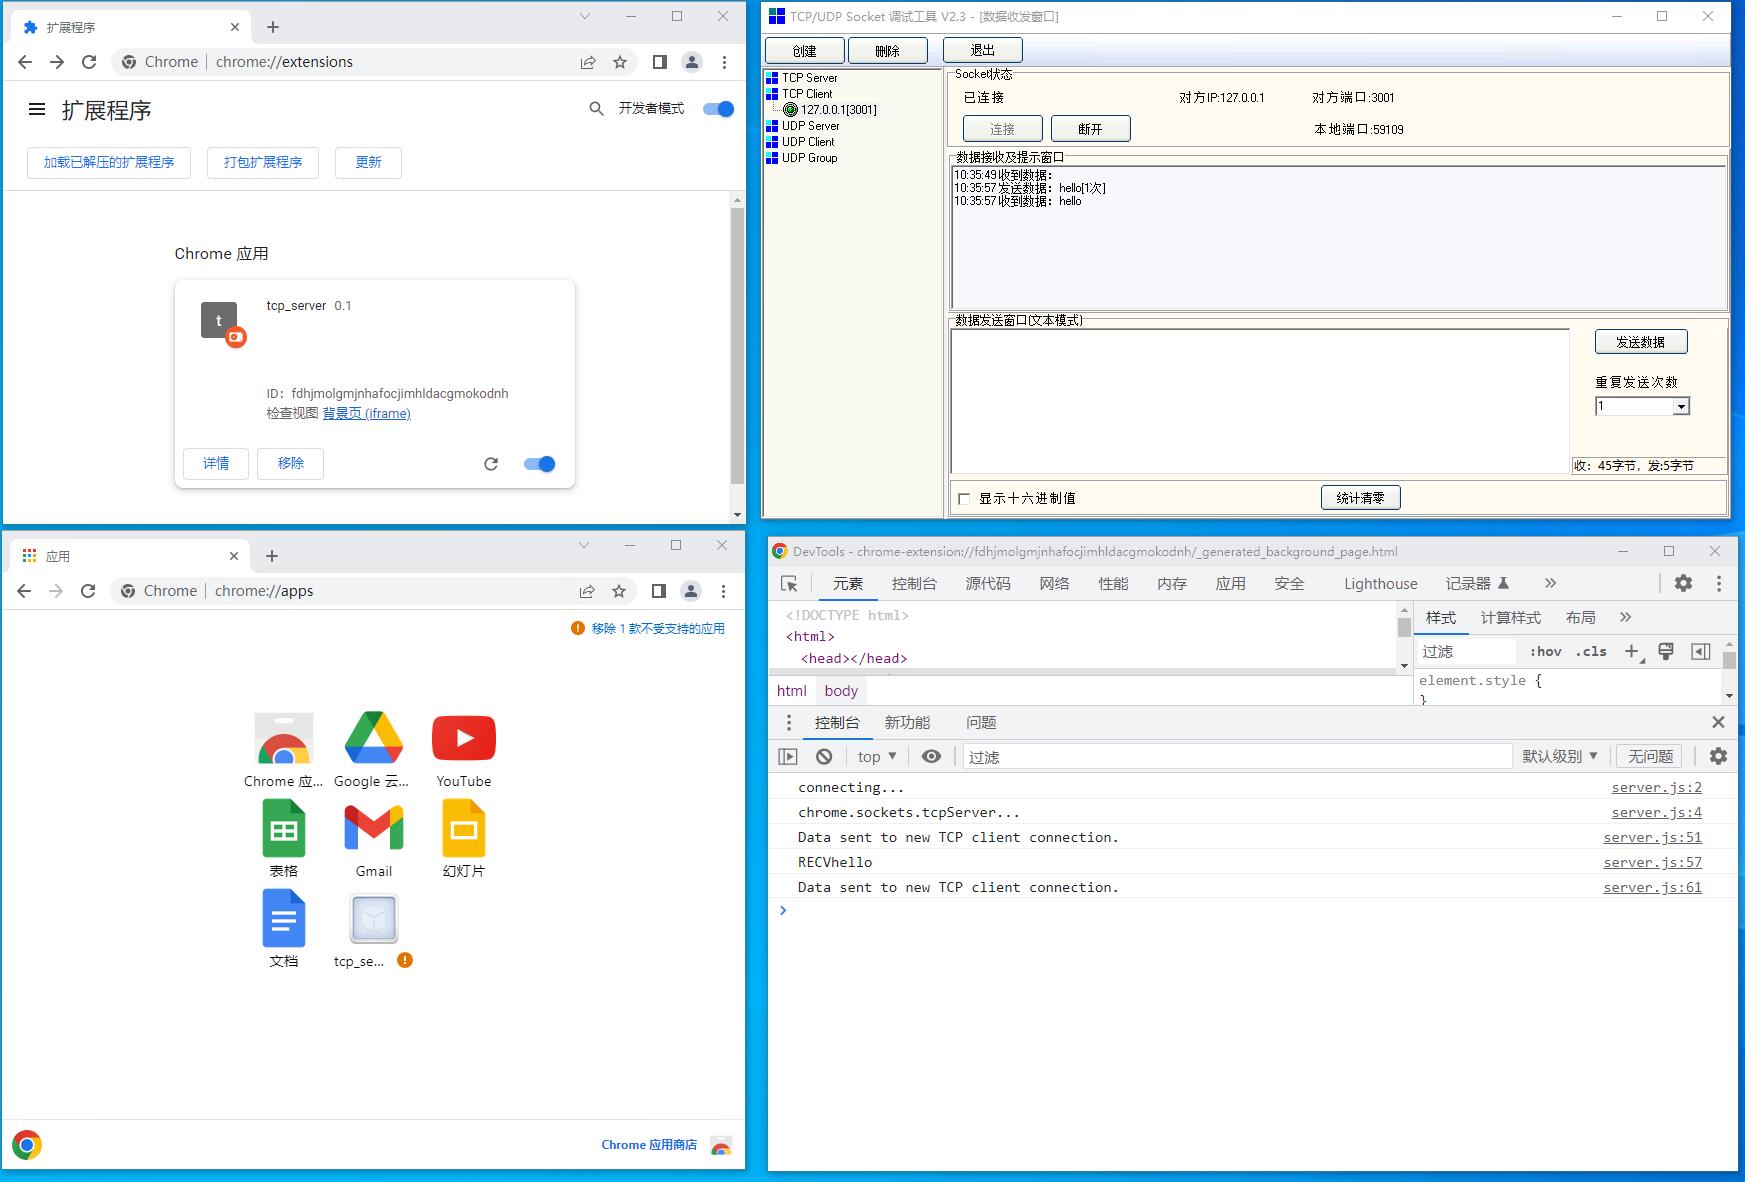 扩展程序
Chrome chrome://extensions
扩展程序
开发者模式
加载已解压的扩展程序 打包扩展程序 更新
Chrome 应用
t
tcp_server 0.1
ID: fdhjmolgmjnhafocjimhldacgmokodnh
检查视图 背景页 (iframe)
详情 移除
TCP/UDP Socket 调试工具 V2.3 - [数据收发窗口]
创建 删除 退出
TCP Server
TCP Client
127.0.0.1[3001]
UDP Server
UDP Client
UDP Group
Socket状态
已连接 对方IP:127.0.0.1 对方端口:3001
连接 断开 本地端口:59109
数据接收及提示窗口
10:35:49 收到数据：
10:35:57 发送数据：hello[1次]
10:35:57 收到数据：hello
数据发送窗口(文本模式)
发送数据
重复发送次数
1
收：45字节，发:5字节
显示十六进制值 统计清零
应用
Chrome chrome://apps
移除 1 款不受支持的应用
Chrome 应... Google 云... YouTube
表格 Gmail 幻灯片
文档 tcp_se...
Chrome 应用商店
DevTools - chrome-extension://fdhjmolgmjnhafocjimhldacgmokodnh/_generated_background_page.html
元素 控制台 源代码 网络 性能 内存 应用 安全 Lighthouse 记录器
<!DOCTYPE html>
<html>
<head></head>
html body
样式 计算样式 布局
过滤 :hov .cls
element.style {
}
控制台 新功能 问题
top 过滤 默认级别 无问题
connecting... server.js:2
chrome.sockets.tcpServer... server.js:4
Data sent to new TCP client connection. server.js:51
RECVhello server.js:57
Data sent to new TCP client connection. server.js:61